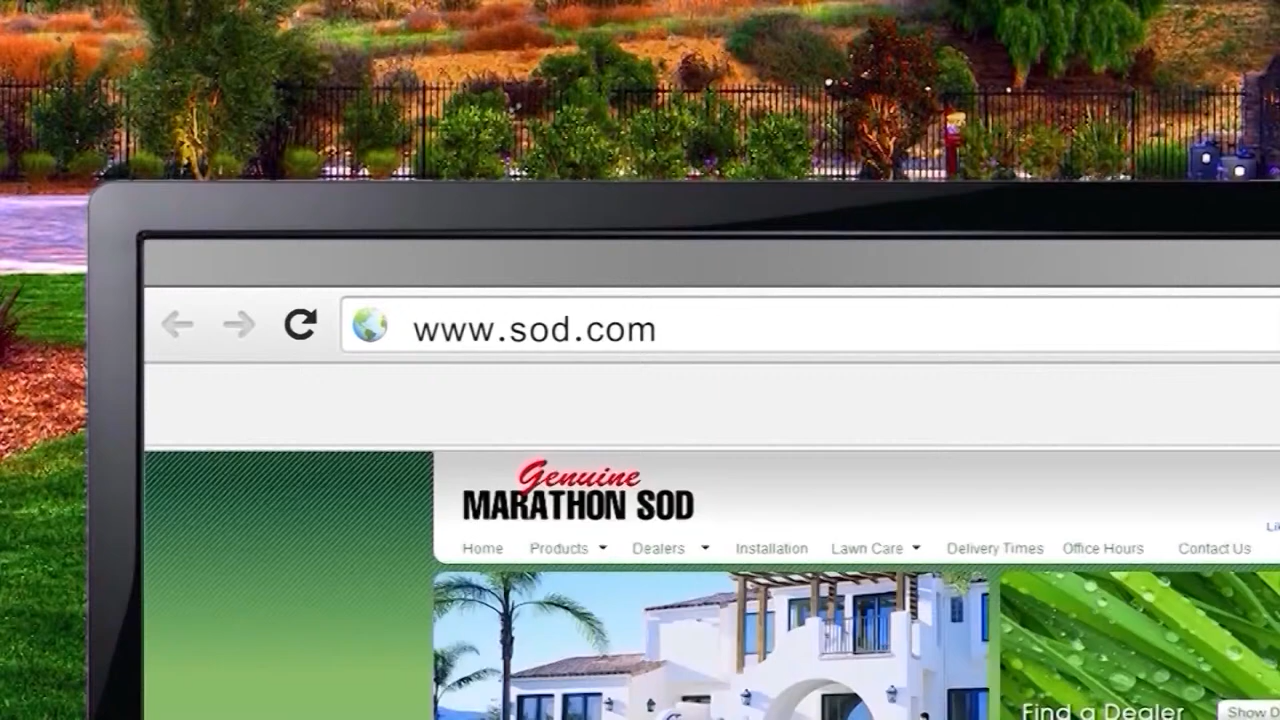 www.sod.com
Genuine
MARATHON SOD
Home Products Dealers Installation Lawn Care Delivery Times Office Hours Contact Us
Find a Dealer
Show